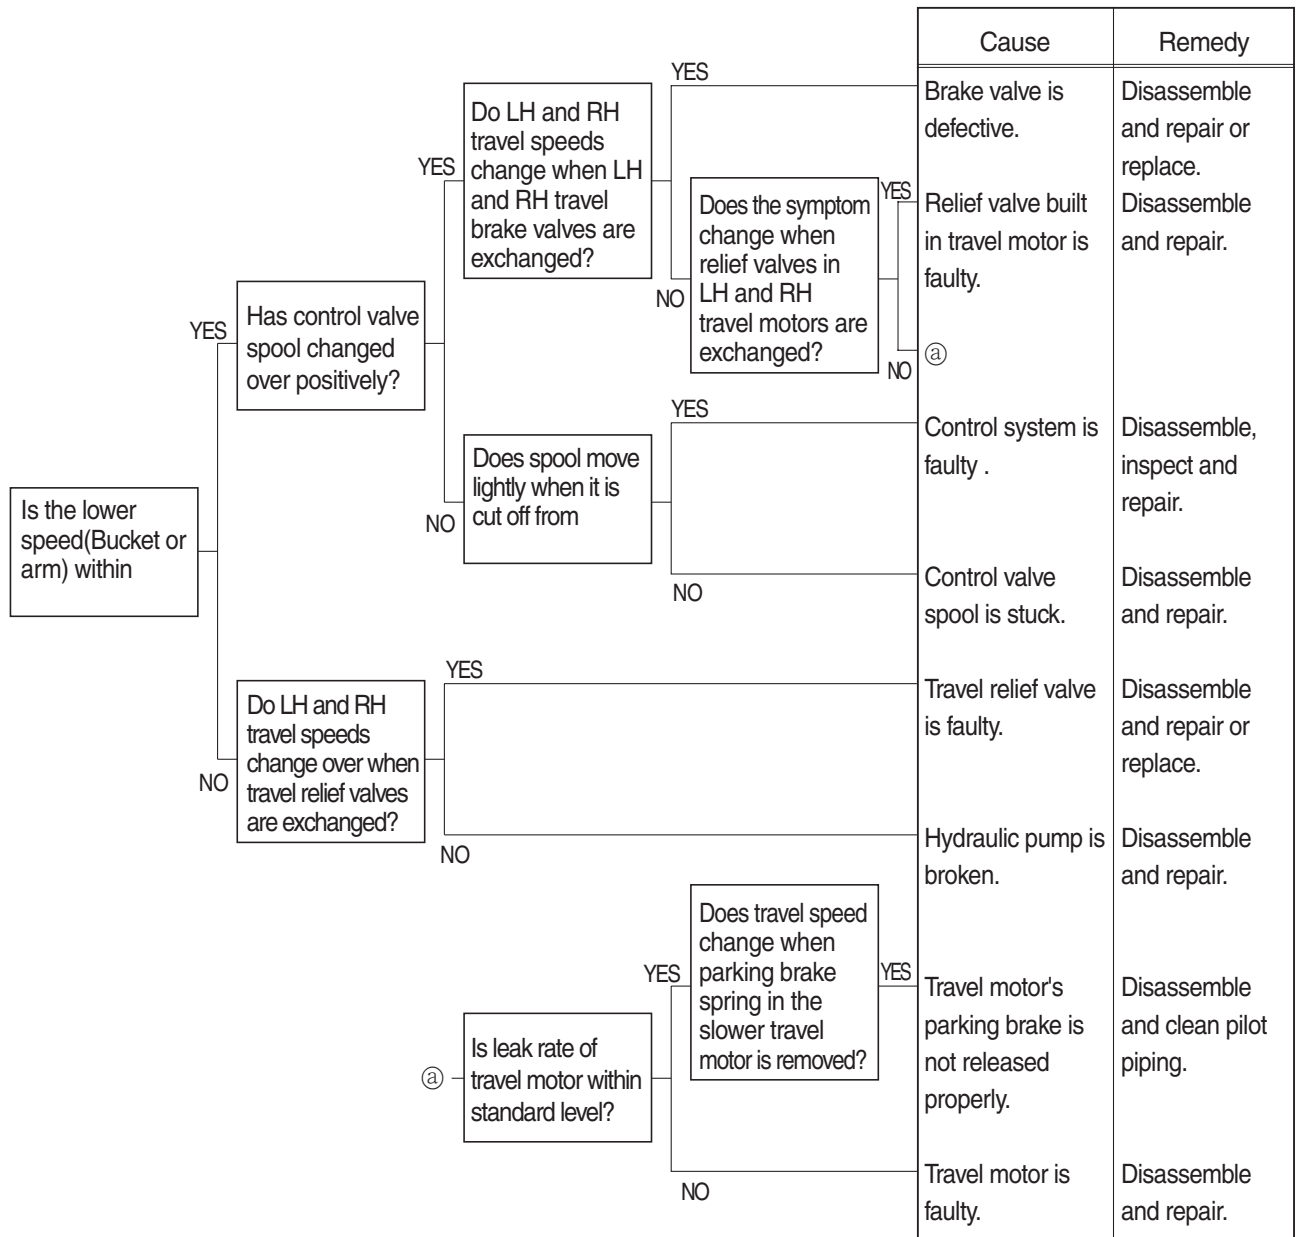 Cause
Remedy
YES
Do LH and RH
travel speeds
change when LH
and RH travel
brake valves are
exchanged?
Brake valve is
defective.
Disassemble
and repair or
replace.
YES
NO
Does the symptom
change when
relief valves in
LH and RH
travel motors are
exchanged?
YES
Relief valve built
in travel motor is
faulty.
Disassemble
and repair.
NO
ⓐ
YES
Has control valve
spool changed
over positively?
NO
Does spool move
lightly when it is
cut off from
YES
Control system is
faulty .
Disassemble,
inspect and
repair.
NO
Control valve
spool is stuck.
Disassemble
and repair.
Is the lower
speed(Bucket or
arm) within
NO
Do LH and RH
travel speeds
change over when
travel relief valves
are exchanged?
YES
Travel relief valve
is faulty.
Disassemble
and repair or
replace.
NO
Hydraulic pump is
broken.
Disassemble
and repair.
ⓐ
Is leak rate of
travel motor within
standard level?
YES
Does travel speed
change when
parking brake
spring in the
slower travel
motor is removed?
YES
Travel motor's
parking brake is
not released
properly.
Disassemble
and clean pilot
piping.
NO
Travel motor is
faulty.
Disassemble
and repair.